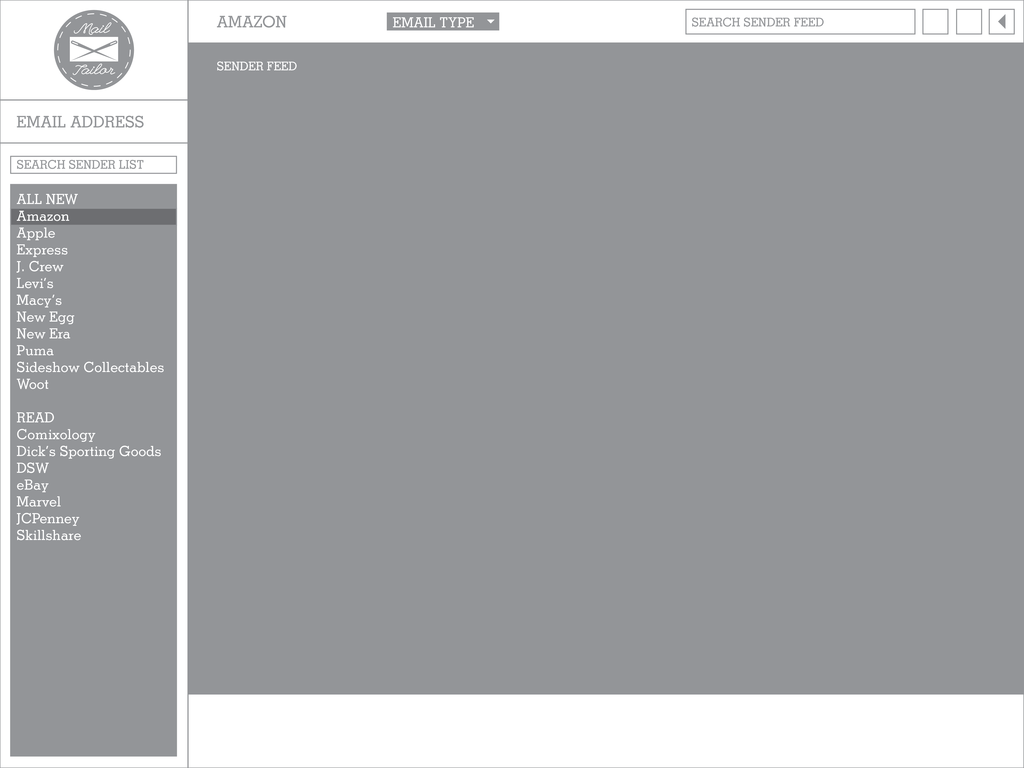 Mail
Tailor
EMAIL ADDRESS
SEARCH SENDER LIST
ALL NEW
Amazon
Apple
Express
J. Crew
Levi's
Macy's
New Egg
New Era
Puma
Sideshow Collectables
Woot
READ
Comixology
Dick's Sporting Goods
DSW
eBay
Marvel
JCPenney
Skillshare
AMAZON
EMAIL TYPE
SEARCH SENDER FEED
SENDER FEED